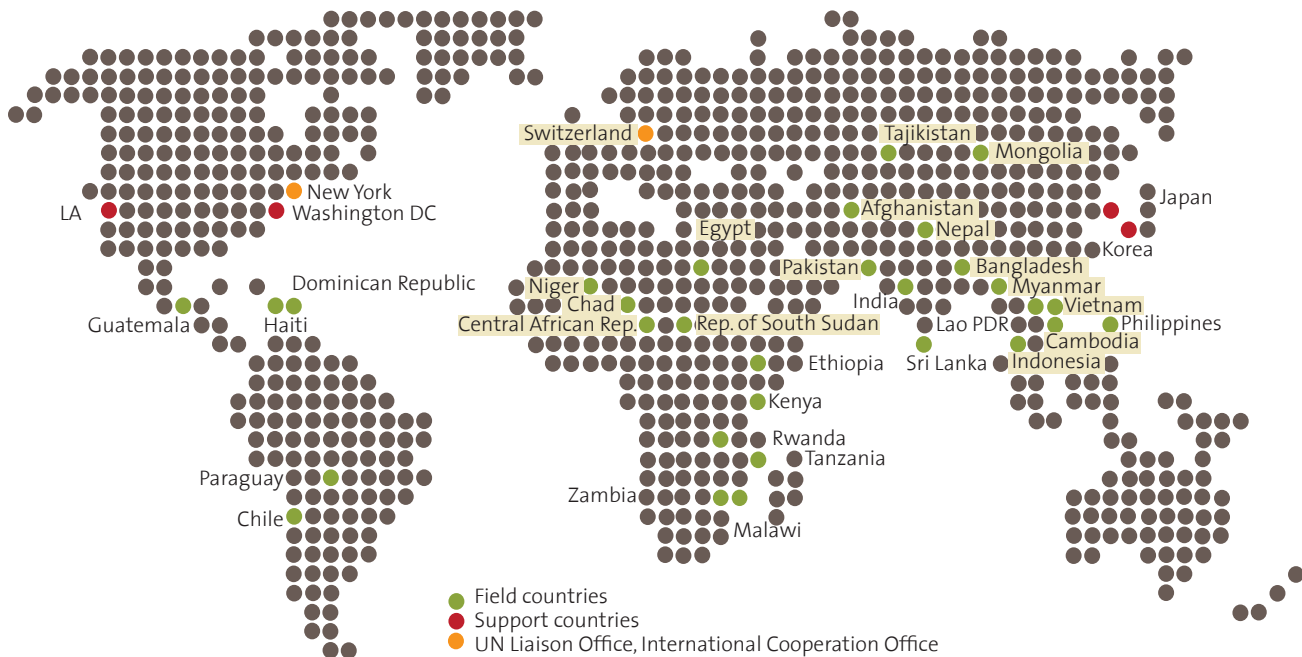 Switzerland
Tajikistan
Mongolia
New York
LA
Washington DC
Japan
Afghanistan
Egypt
Nepal
Korea
Pakistan
Bangladesh
Dominican Republic
Niger
India
Myanmar
Chad
Vietnam
Guatemala
Haiti
Central African Rep.
Rep. of South Sudan
Lao PDR
Philippines
Cambodia
Ethiopia
Sri Lanka
Indonesia
Kenya
Rwanda
Tanzania
Paraguay
Zambia
Chile
Malawi
Field countries
Support countries
UN Liaison Office, International Cooperation Office